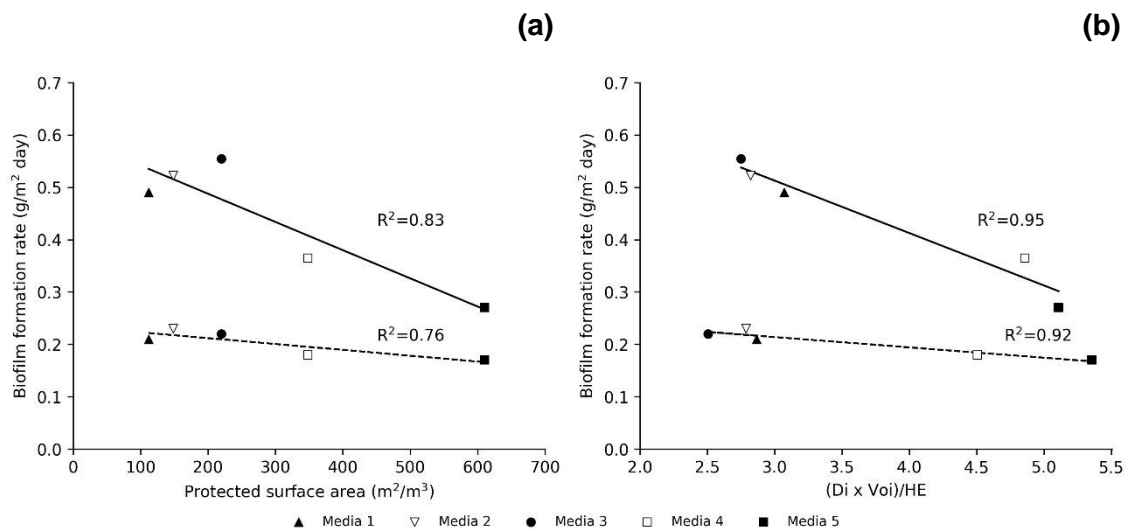 (a)
0.7
0.6
0.5
0.4
0.3
0.2
0.1
0.0
Biofilm formation rate (g/m² day)
R²=0.83
R²=0.76
0 100 200 300 400 500 600 700
Protected surface area (m²/m³)
(b)
0.7
0.6
0.5
0.4
0.3
0.2
0.1
0.0
Biofilm formation rate (g/m² day)
R²=0.95
R²=0.92
2.0 2.5 3.0 3.5 4.0 4.5 5.0 5.5
(Di x Voi)/HE
Media 1 Media 2 Media 3 Media 4 Media 5